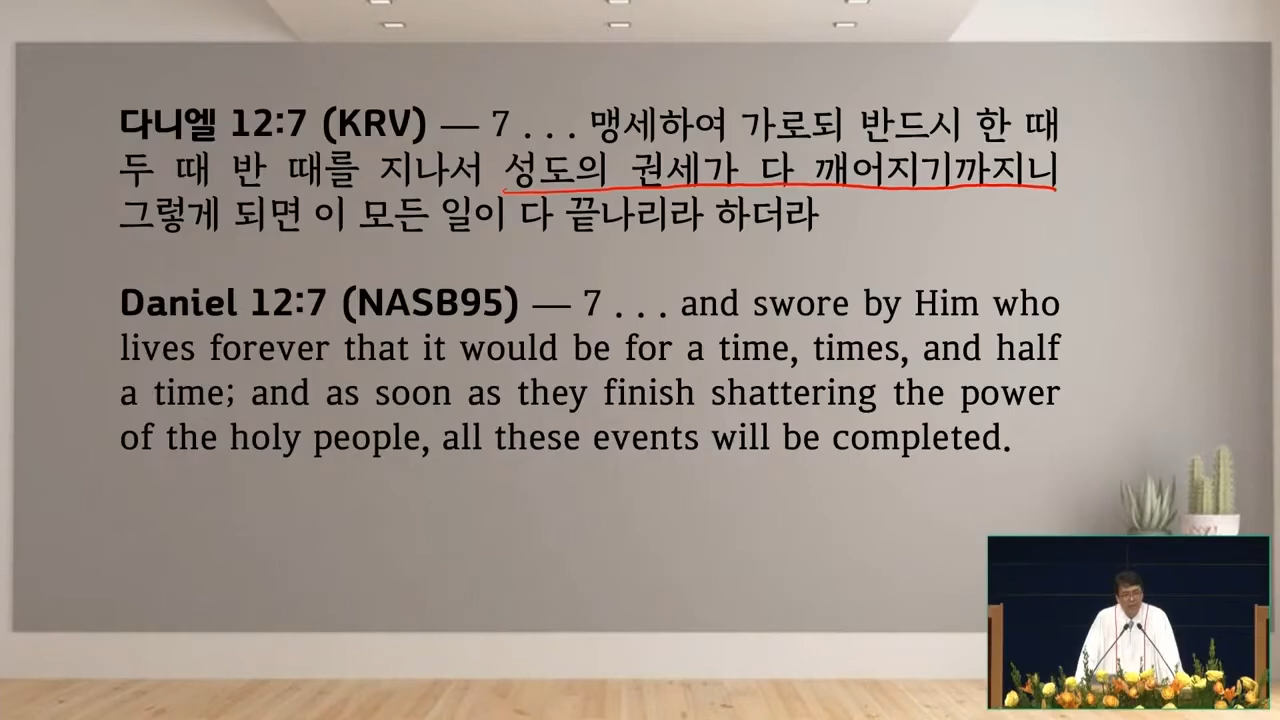 다니엘 12:7 (KRV) — 7 . . . 맹세하여 가로되 반드시 한 때
두 때 반 때를 지나서 성도의 권세가 다 깨어지기까지니
그렇게 되면 이 모든 일이 다 끝나리라 하더라
Daniel 12:7 (NASB95) — 7 . . . and swore by Him who
lives forever that it would be for a time, times, and half
a time; and as soon as they finish shattering the power
of the holy people, all these events will be completed.